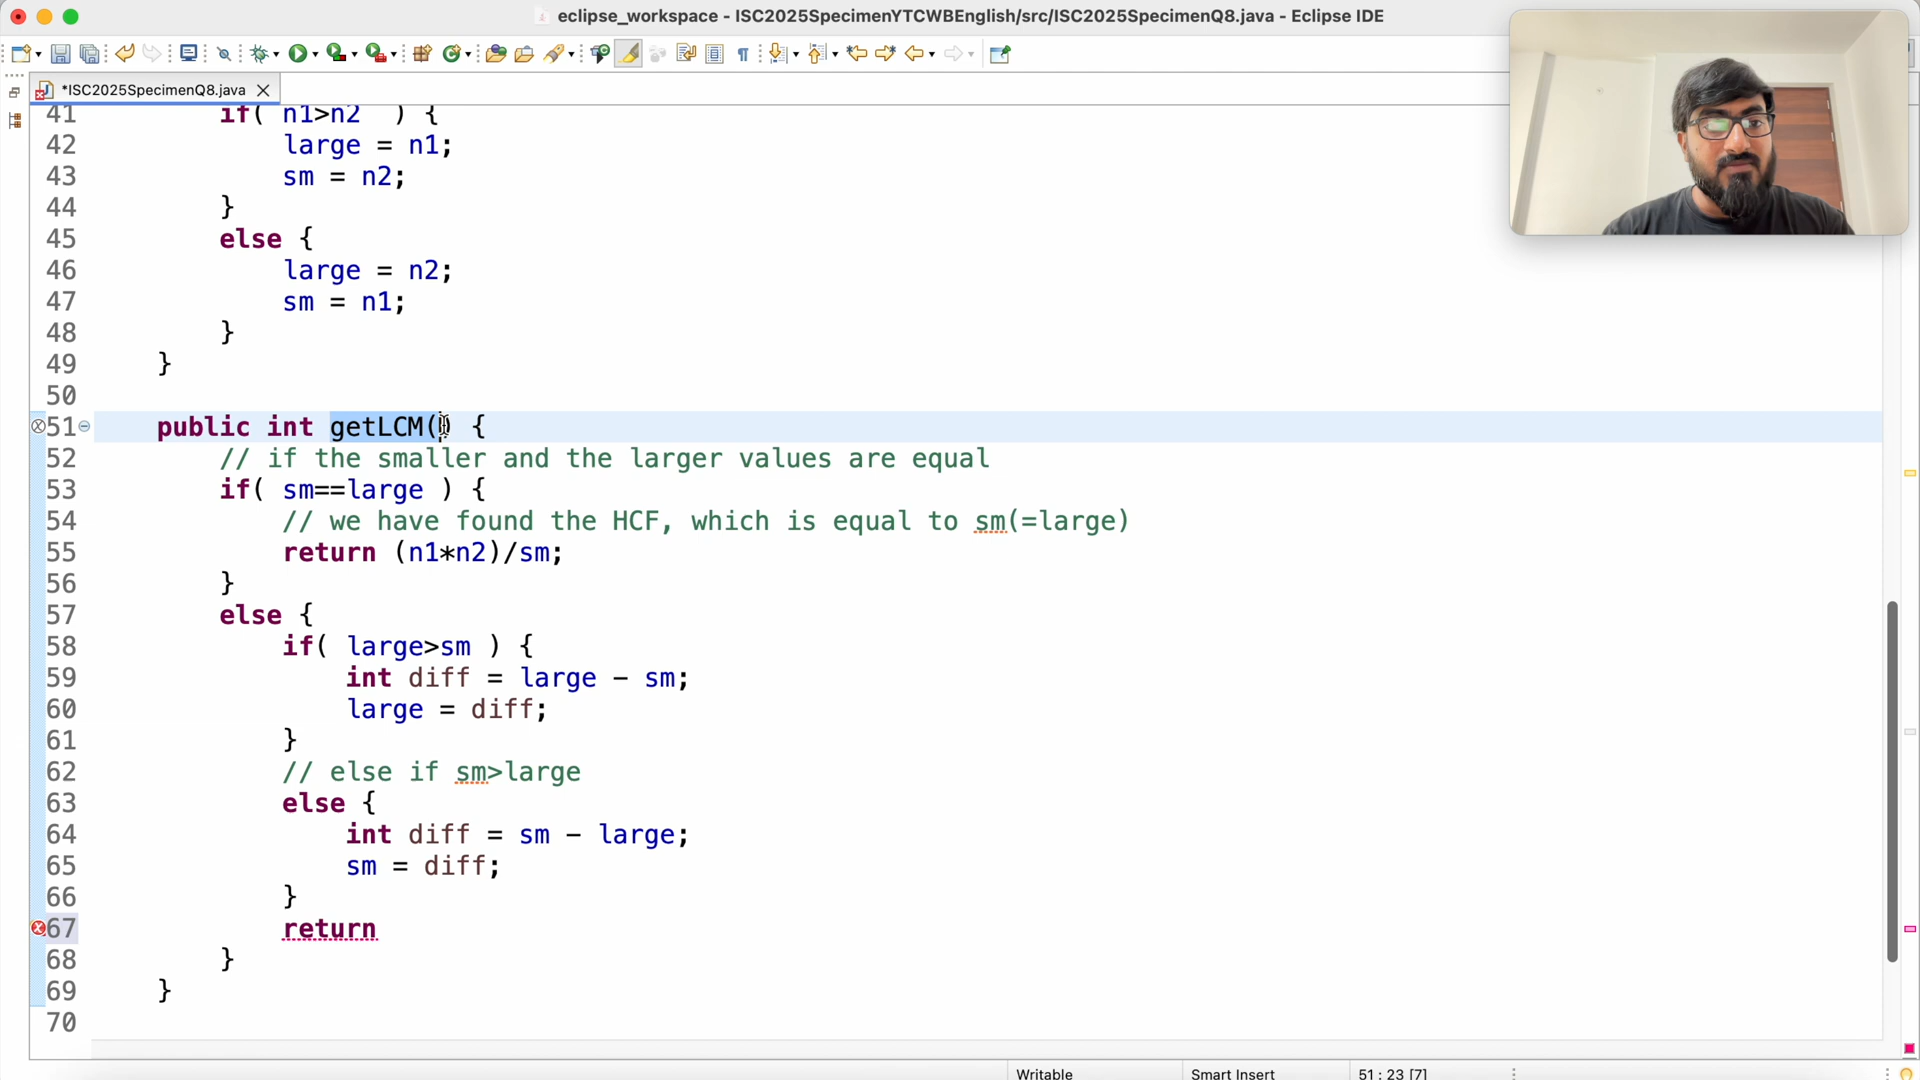 eclipse_workspace - ISC2025SpecimenYTCWBEnglish/src/ISC2025SpecimenQ8.java - Eclipse IDE
*ISC2025SpecimenQ8.java
41 if( n1>n2  ) {
42 large = n1;
43 sm = n2;
44 }
45 else {
46 large = n2;
47 sm = n1;
48 }
49 }
50
51 public int getLCM() {
52 // if the smaller and the larger values are equal
53 if( sm==large ) {
54 // we have found the HCF, which is equal to sm(=large)
55 return (n1*n2)/sm;
56 }
57 else {
58 if( large>sm ) {
59 int diff = large - sm;
60 large = diff;
61 }
62 // else if sm>large
63 else {
64 int diff = sm - large;
65 sm = diff;
66 }
67 return
68 }
69 }
70
Writable Smart Insert 51 : 23 [7]